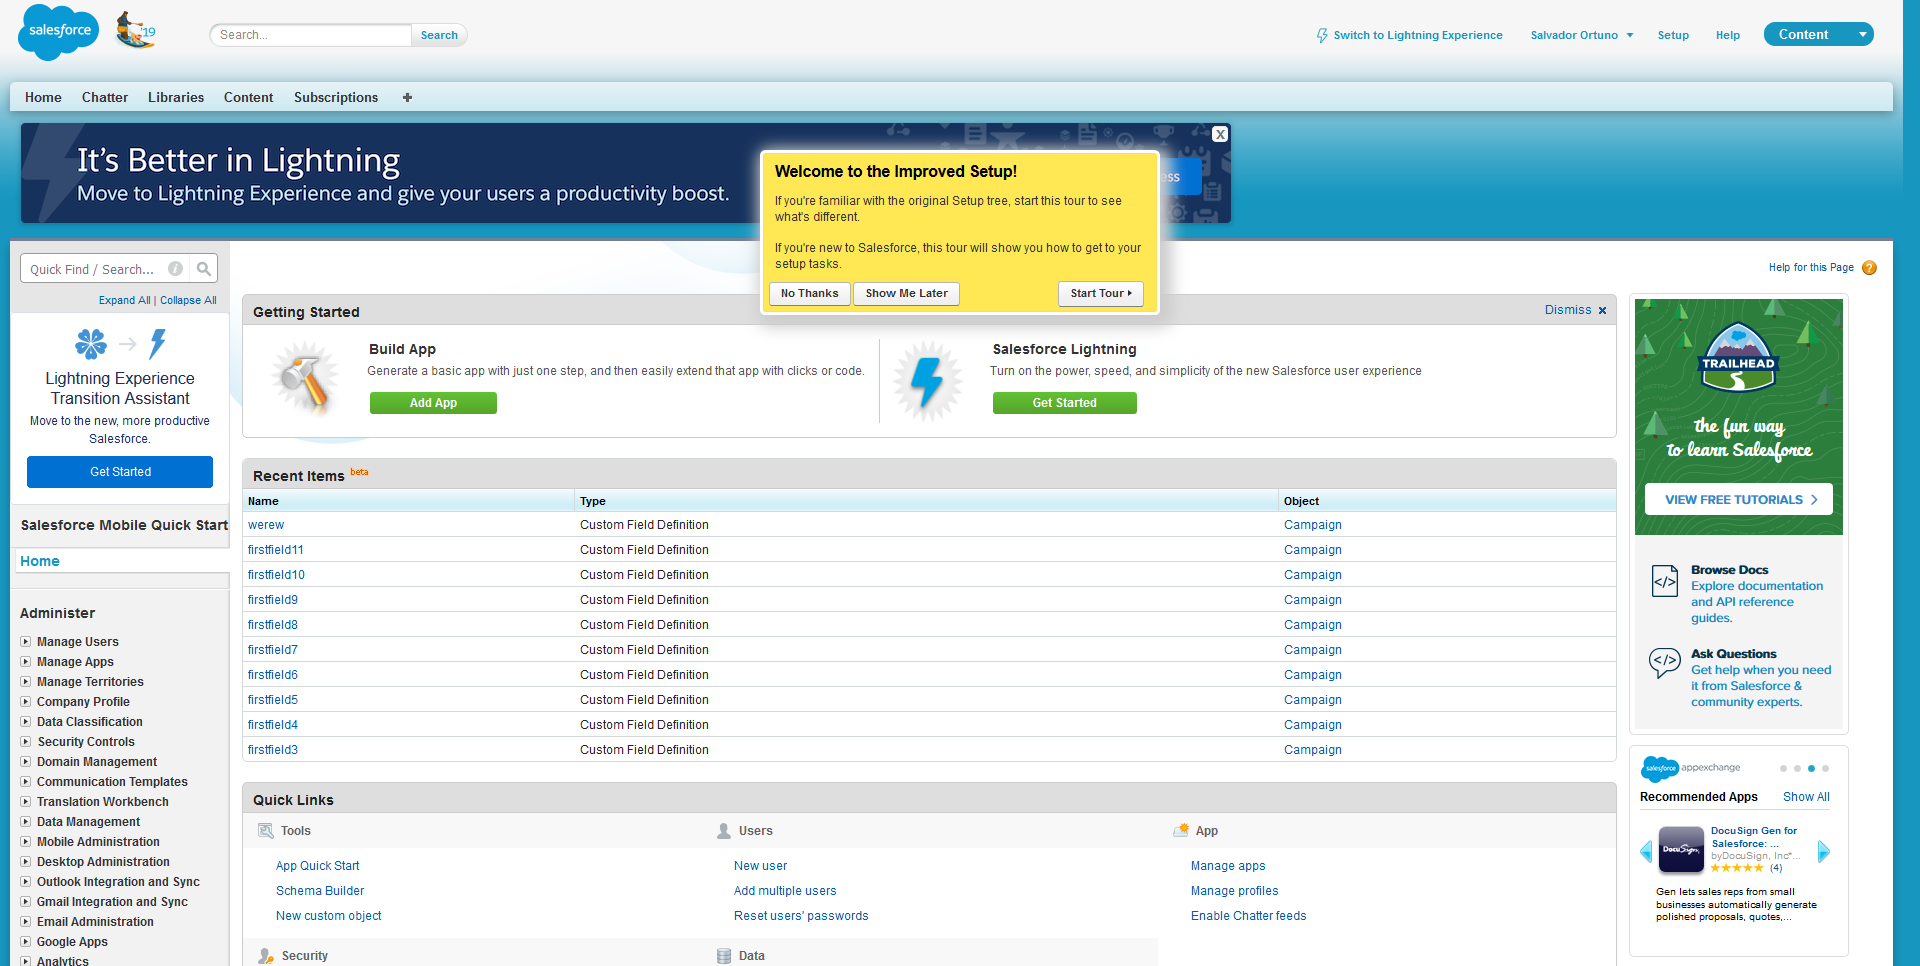 salesforce
'19
Search...
Search
Switch to Lightning Experience
Salvador Ortuno
Setup
Help
Content
Home
Chatter
Libraries
Content
Subscriptions
+
It's Better in Lightning
Move to Lightning Experience and give your users a productivity boost.
ess
X
Welcome to the Improved Setup!
If you're familiar with the original Setup tree, start this tour to see
what's different.
If you're new to Salesforce, this tour will show you how to get to your
setup tasks.
No Thanks
Show Me Later
Start Tour
Quick Find / Search...
Expand All | Collapse All
Lightning Experience
Transition Assistant
Move to the new, more productive
Salesforce.
Get Started
Salesforce Mobile Quick Start
Home
Administer
Manage Users
Manage Apps
Manage Territories
Company Profile
Data Classification
Security Controls
Domain Management
Communication Templates
Translation Workbench
Data Management
Mobile Administration
Desktop Administration
Outlook Integration and Sync
Gmail Integration and Sync
Email Administration
Google Apps
Analytics
Help for this Page ?
Getting Started
Dismiss x
Build App
Generate a basic app with just one step, and then easily extend that app with clicks or code.
Add App
Salesforce Lightning
Turn on the power, speed, and simplicity of the new Salesforce user experience
Get Started
Recent Items beta
Name Type Object
werew Custom Field Definition Campaign
firstfield11 Custom Field Definition Campaign
firstfield10 Custom Field Definition Campaign
firstfield9 Custom Field Definition Campaign
firstfield8 Custom Field Definition Campaign
firstfield7 Custom Field Definition Campaign
firstfield6 Custom Field Definition Campaign
firstfield5 Custom Field Definition Campaign
firstfield4 Custom Field Definition Campaign
firstfield3 Custom Field Definition Campaign
Quick Links
Tools
App Quick Start
Schema Builder
New custom object
Users
New user
Add multiple users
Reset users' passwords
App
Manage apps
Manage profiles
Enable Chatter feeds
Security
Data
TRAILHEAD
the fun way
to learn Salesforce
VIEW FREE TUTORIALS
</> Browse Docs
Explore documentation
and API reference
guides.
</> Ask Questions
Get help when you need
it from Salesforce &
community experts.
salesforce appexchange
Recommended Apps
Show All
DocuSign
DocuSign Gen for
Salesforce: ...
byDocuSign, Inc*...
(4)
Gen lets sales reps from small
businesses automatically generate
polished proposals, quotes,...